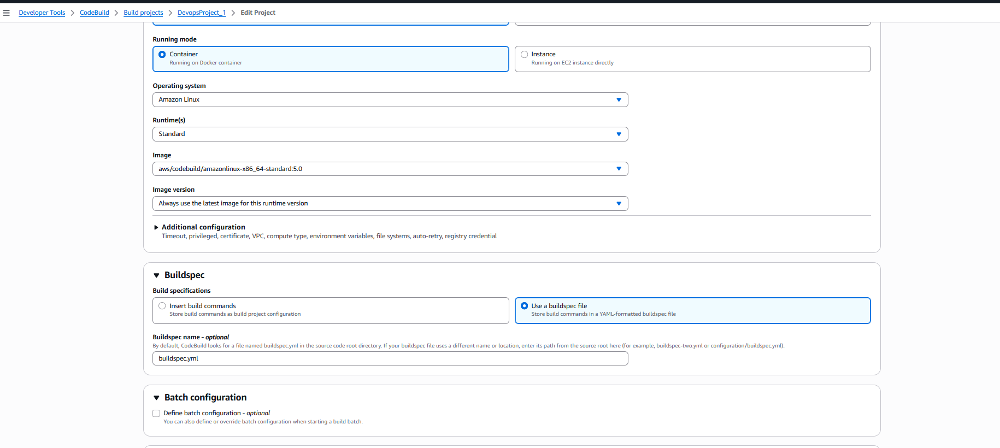 Developer Tools > CodeBuild > Build projects > DevopsProject_1 > Edit Project
Running mode
Container
Running on Docker container
Instance
Running on EC2 instance directly
Operating system
Amazon Linux
Runtime(s)
Standard
Image
aws/codebuild/amazonlinux-x86_64-standard:5.0
Image version
Always use the latest image for this runtime version
Additional configuration
Timeout, privileged, certificate, VPC, compute type, environment variables, file systems, auto-retry, registry credential
Buildspec
Build specifications
Insert build commands
Store build commands as build project configuration
Use a buildspec file
Store build commands in a YAML-formatted buildspec file
Buildspec name - optional
By default, CodeBuild looks for a file named buildspec.yml in the source code root directory. If your buildspec file uses a different name or location, enter its path from the source root here (for example, buildspec-two.yml or configuration/buildspec.yml).
buildspec.yml
Batch configuration
Define batch configuration - optional
You can also define or override batch configuration when starting a build batch.